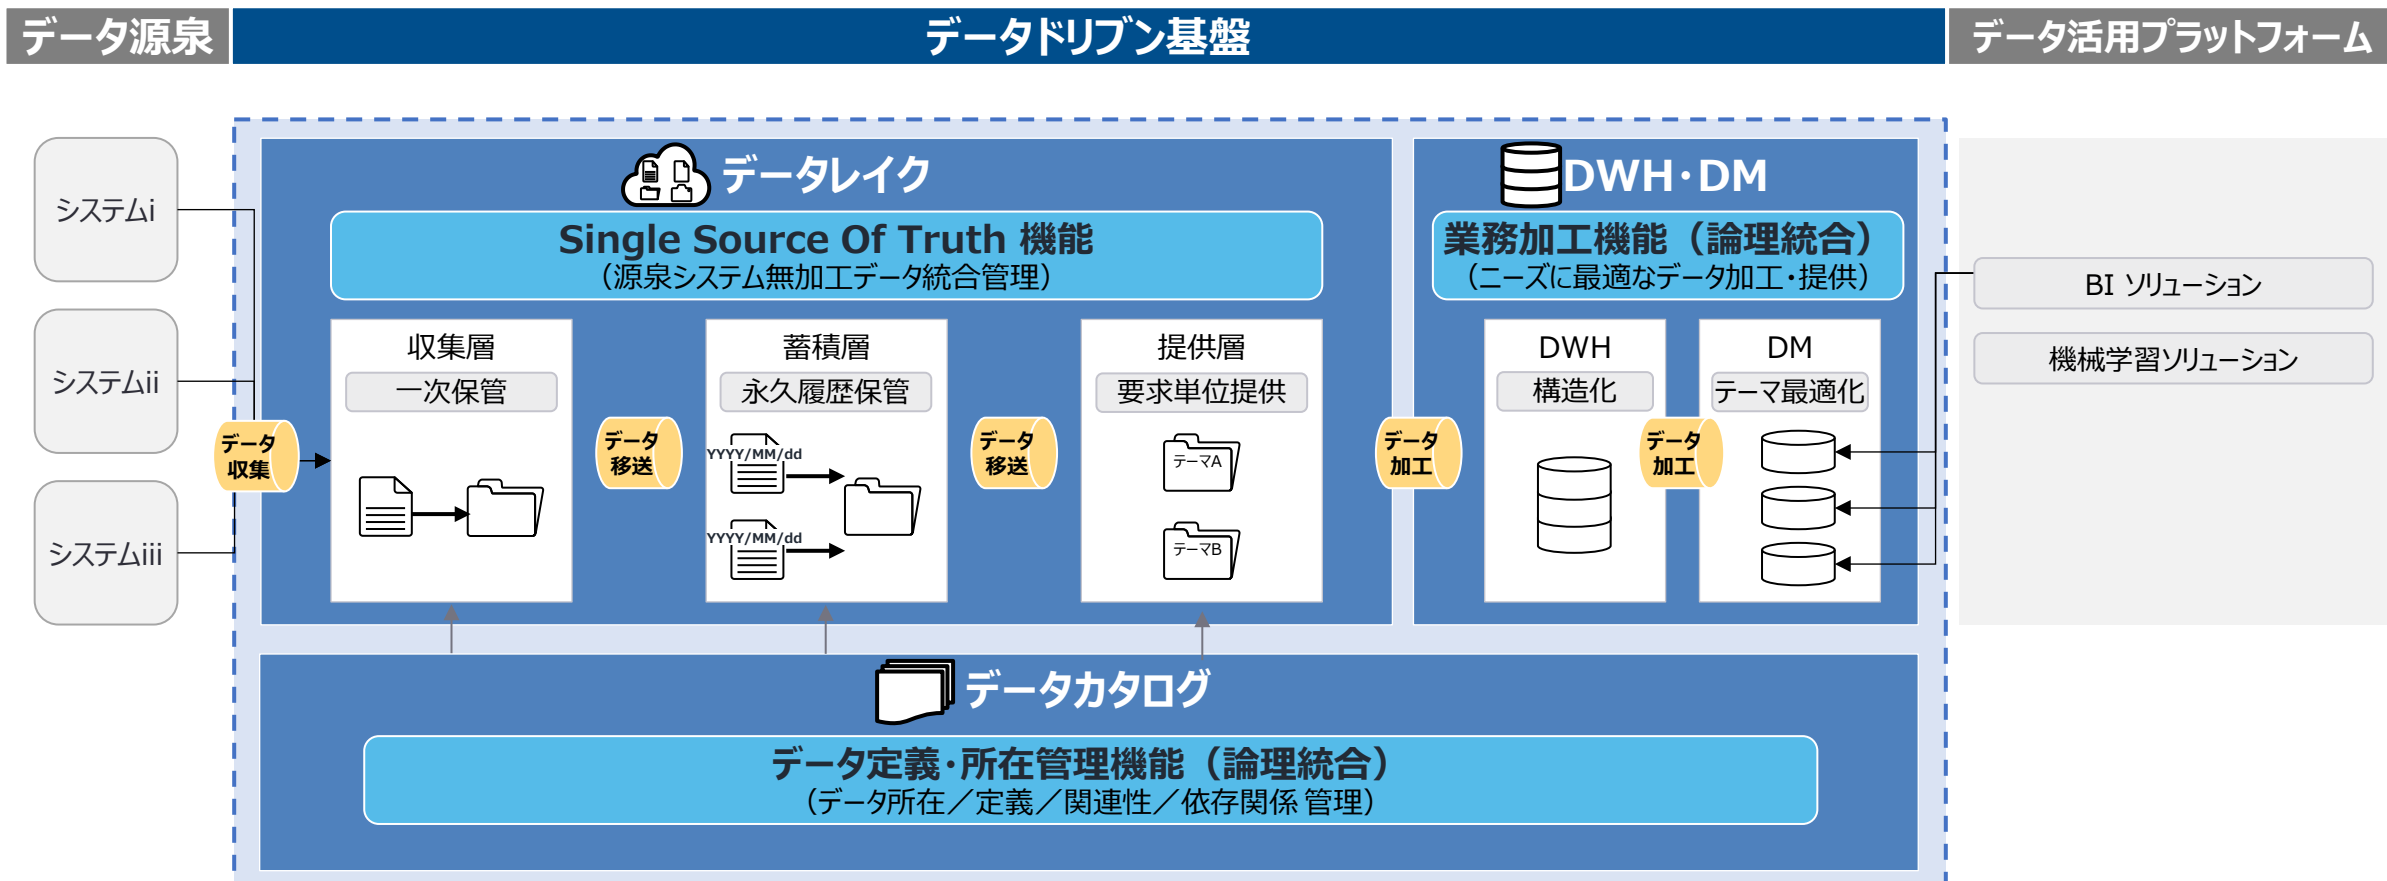 データ源泉
データドリブン基盤
データ活用プラットフォーム
システムi
システムii
システムiii
データ
収集
データレイク
Single Source Of Truth 機能
（源泉システム無加工データ統合管理）
収集層
一次保管
データ
移送
蓄積層
永久履歴保管
YYYY/MM/dd
YYYY/MM/dd
データ
移送
提供層
要求単位提供
テーマA
テーマB
データ
加工
DWH・DM
業務加工機能（論理統合）
（ニーズに最適なデータ加工・提供）
DWH
構造化
データ
加工
DM
テーマ最適化
BI ソリューション
機械学習ソリューション
データカタログ
データ定義・所在管理機能（論理統合）
（データ所在／定義／関連性／依存関係 管理）